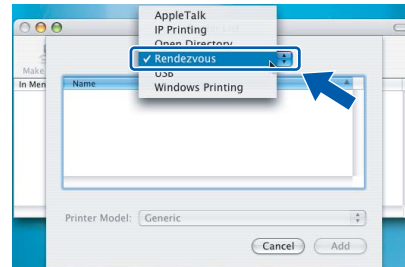 AppleTalk
IP Printing
Open Directory
✓ Rendezvous
USB
Windows Printing
Make
In Men
Name
Printer Model: Generic
Cancel Add